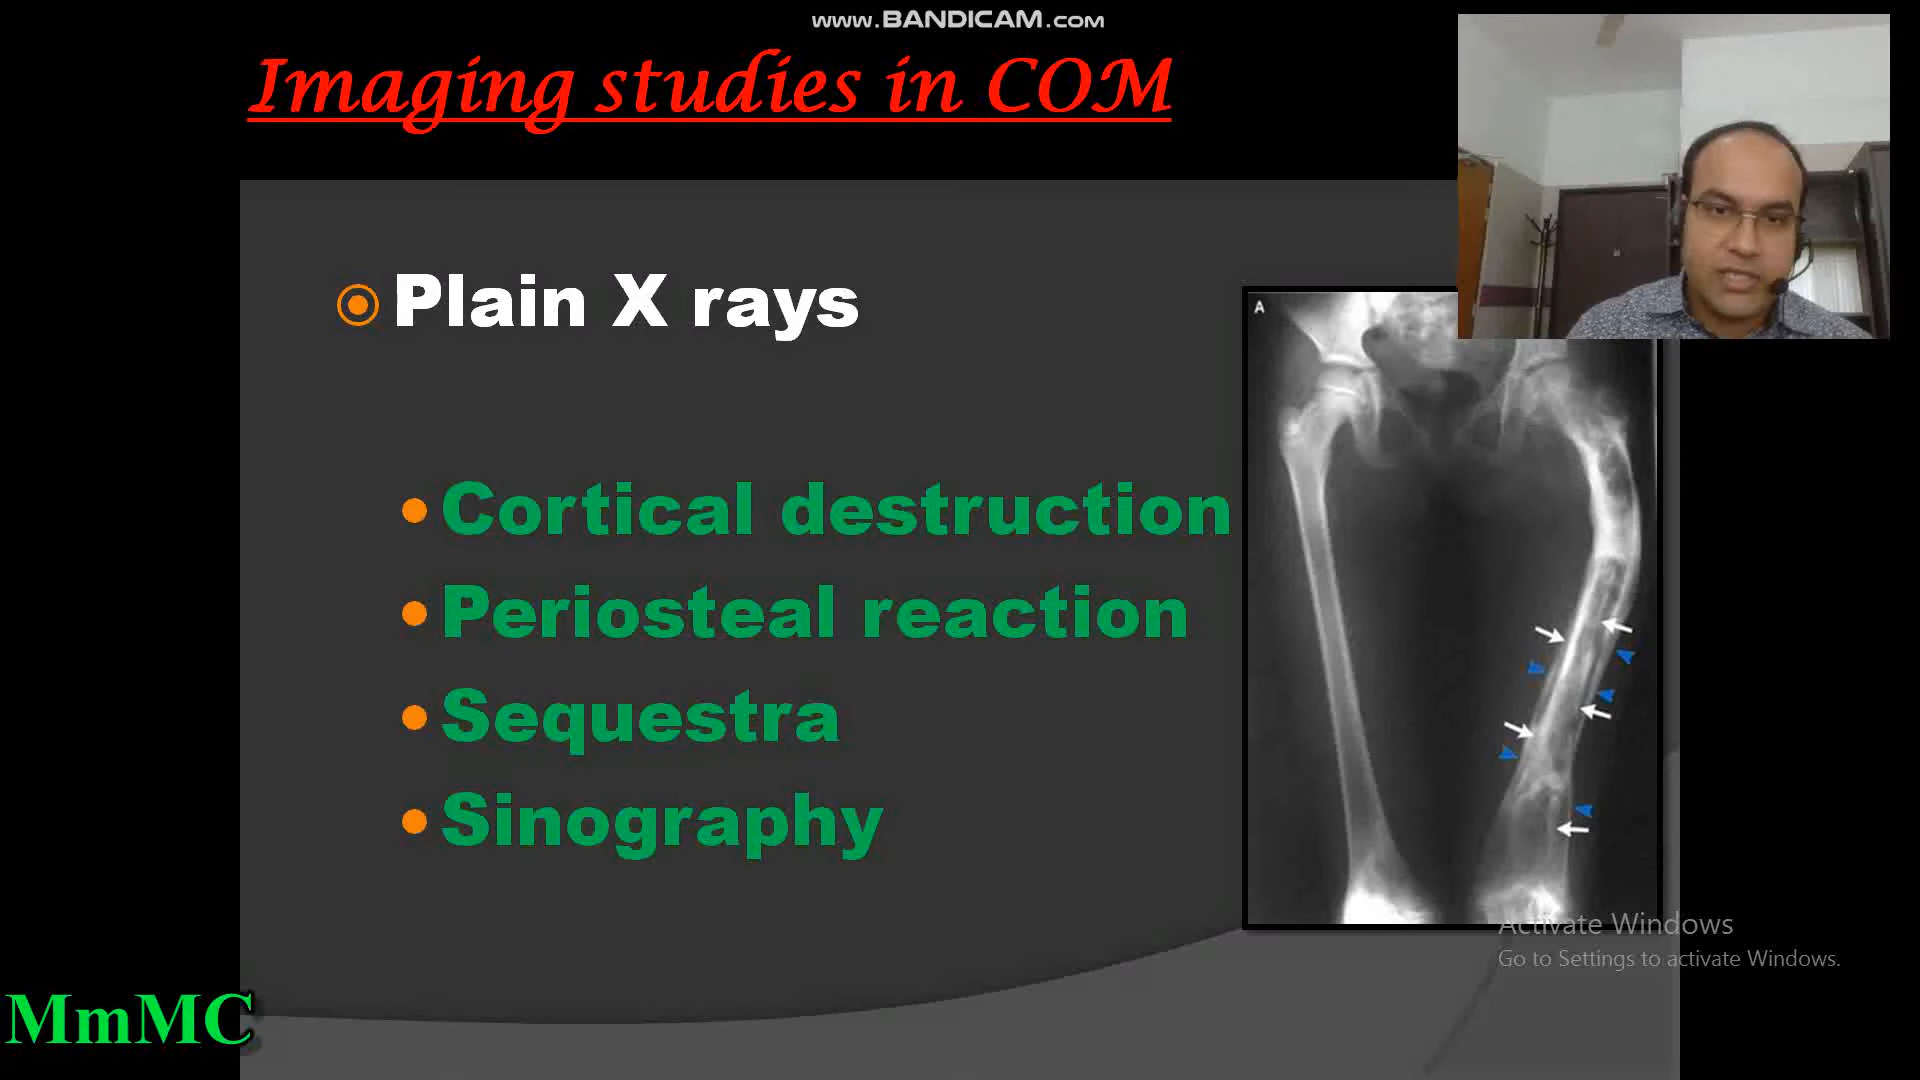 www.BANDICAM.com
Imaging studies in COM
Plain X rays
A
Cortical destruction
Periosteal reaction
Sequestra
Sinography
Activate Windows
Go to Settings to activate Windows.
MmMC